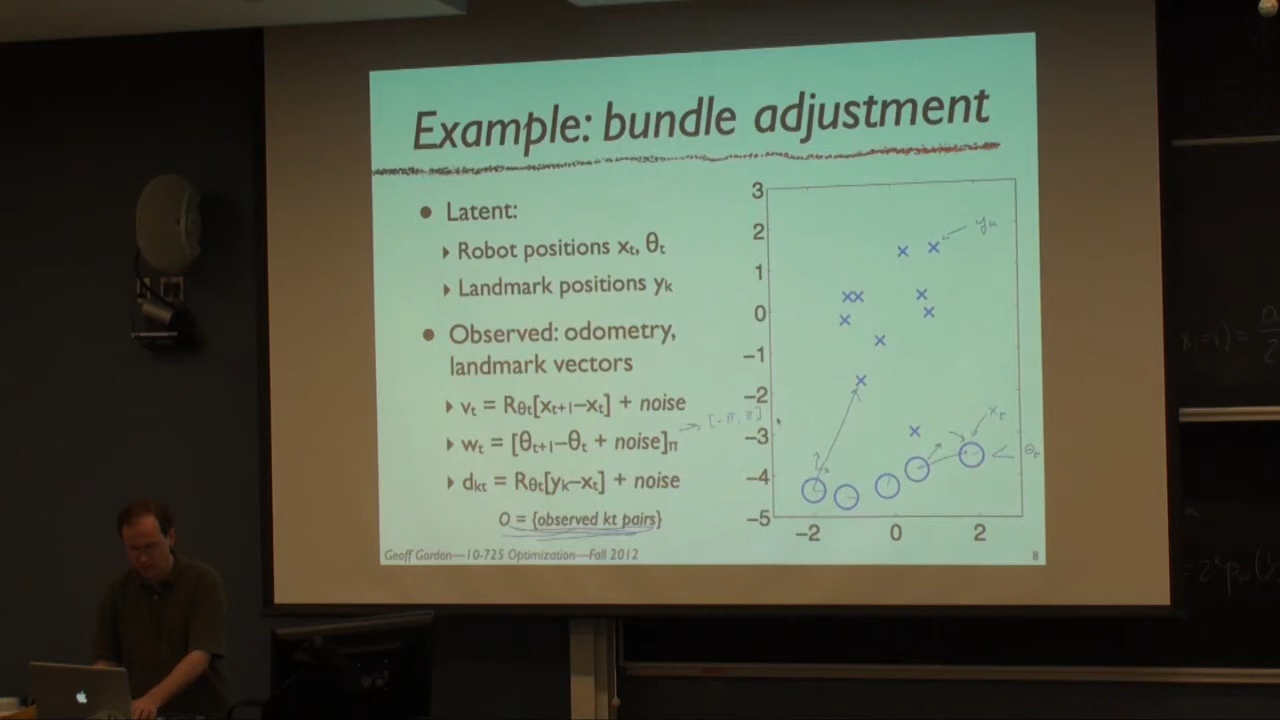 Example: bundle adjustment
• Latent:
‣ Robot positions xₜ, θₜ
‣ Landmark positions yₖ
• Observed: odometry,
landmark vectors
‣ vₜ = Rθₜ[xₜ₊₁–xₜ] + noise
‣ wₜ = [θₜ₊₁–θₜ + noise]π
→ [-π, π]
‣ dₖₜ = Rθₜ[yₖ–xₜ] + noise
O = {observed kt pairs}
Geoff Gordon—10-725 Optimization—Fall 2012
8
3
2
1
0
−1
−2
−3
−4
−5
−2 0 2
yₖ
xₜ
θₜ